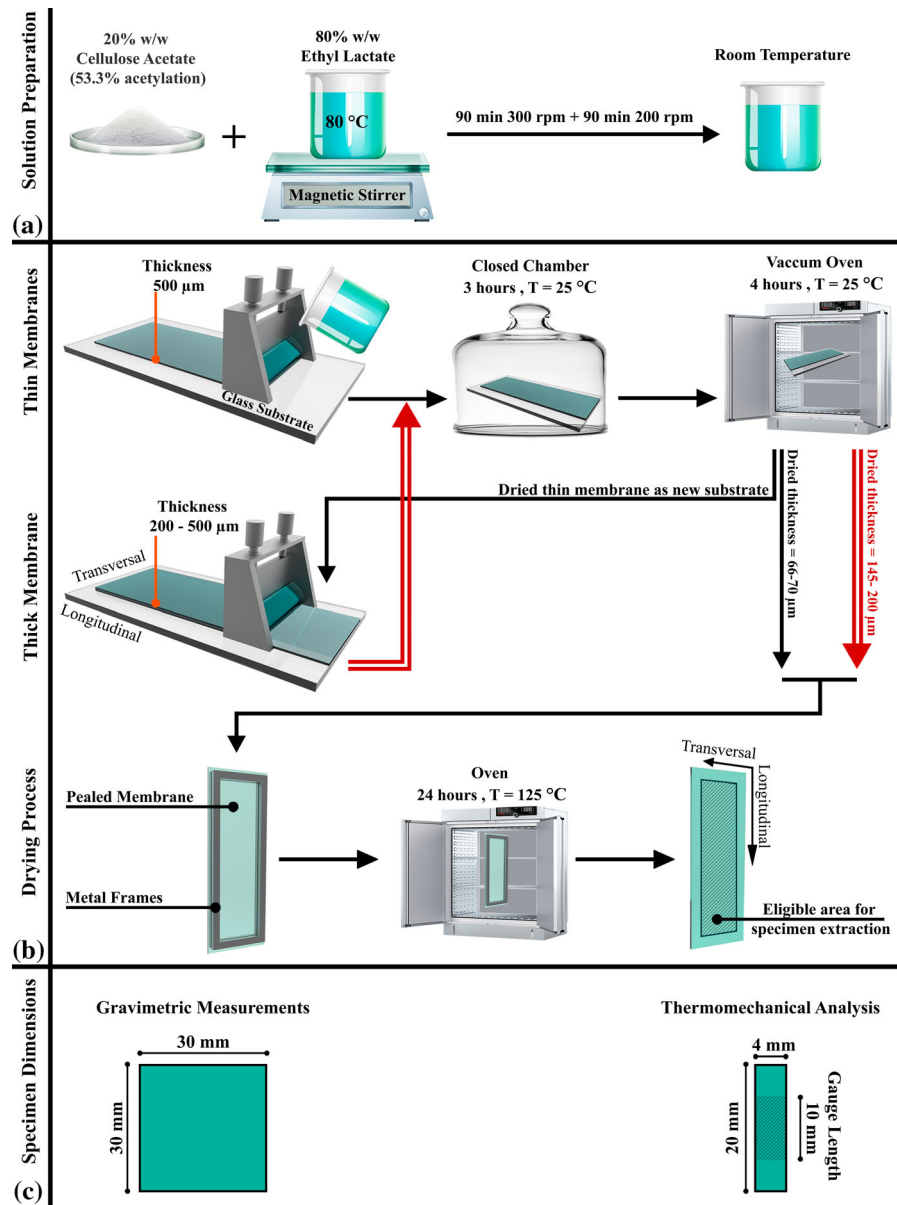 Solution Preparation
(a)
20% w/w
Cellulose Acetate
(53.3% acetylation)
+
80% w/w
Ethyl Lactate
80 °C
Magnetic Stirrer
90 min 300 rpm + 90 min 200 rpm
Room Temperature
Thin Membranes
Thickness
500 µm
Glass Substrate
Closed Chamber
3 hours , T = 25 °C
Vaccum Oven
4 hours , T = 25 °C
Dried thin membrane as new substrate
Dried thickness = 66-70 µm
Dried thickness = 145- 200 µm
Thick Membrane
Thickness
200 - 500 µm
Transversal
Longitudinal
Drying Process
(b)
Pealed Membrane
Metal Frames
Oven
24 hours , T = 125 °C
Transversal
Longitudinal
Eligible area for
specimen extraction
Specimen Dimensions
(c)
Gravimetric Measurements
30 mm
30 mm
Thermomechanical Analysis
4 mm
20 mm
Gauge Length
10 mm